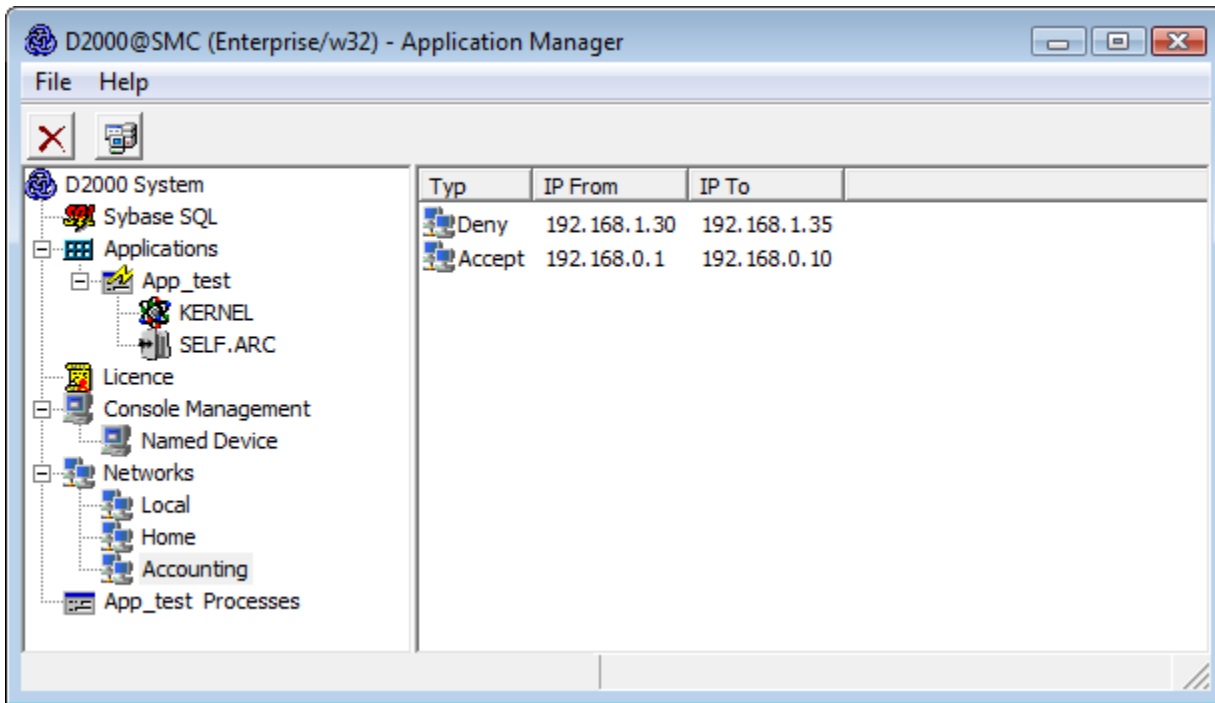 D2000@SMC (Enterprise/w32) - Application Manager
File Help
D2000 System
Sybase SQL
Applications
App_test
KERNEL
SELF.ARC
Licence
Console Management
Named Device
Networks
Local
Home
Accounting
App_test Processes
Typ IP From IP To
Deny 192.168.1.30 192.168.1.35
Accept 192.168.0.1 192.168.0.10